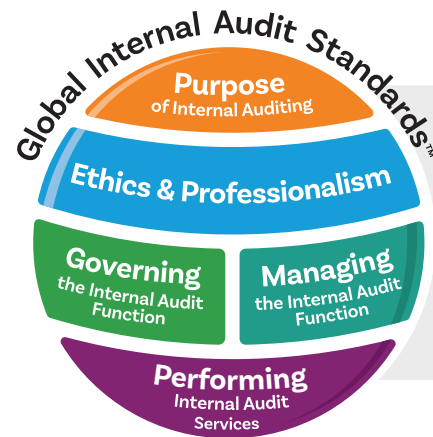 Global Internal Audit Standards™
Purpose
of Internal Auditing
Ethics & Professionalism
Governing
the Internal Audit
Function
Managing
the Internal Audit
Function
Performing
Internal Audit
Services